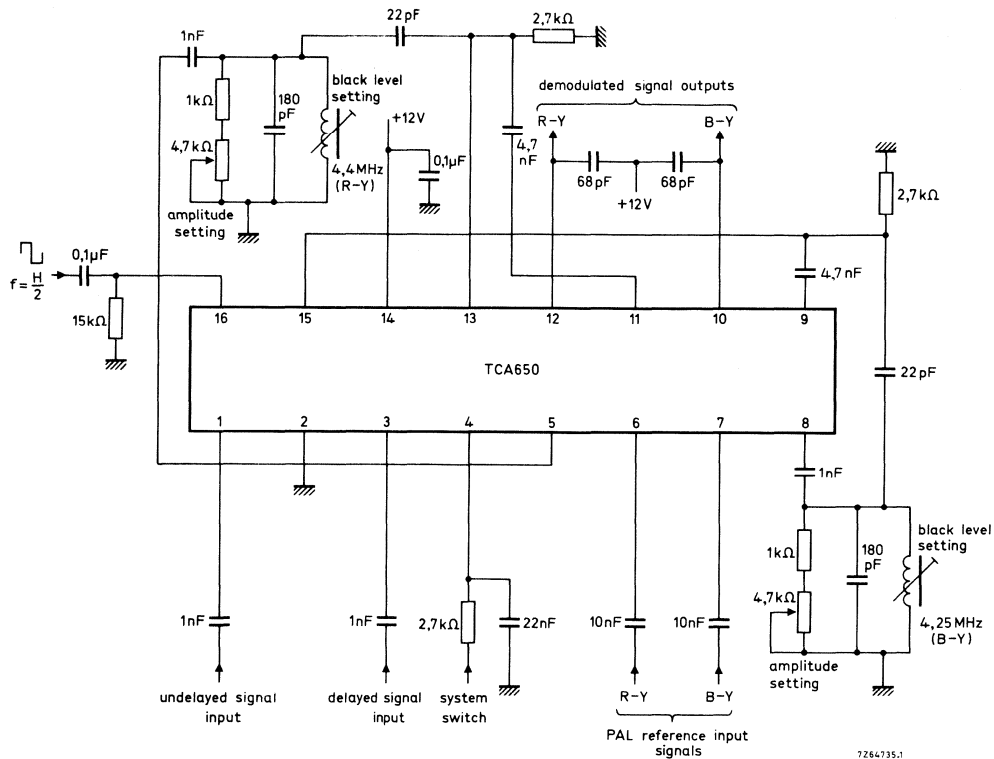 22pF
2,7kΩ
1nF
black level
setting
demodulated signal outputs
1kΩ
180
pF
+12V
R-Y
B-Y
4,7kΩ
4,7
nF
0,1µF
4,4MHz
(R-Y)
68pF
68pF
2,7kΩ
+12V
amplitude
setting
0,1µF
f=H/2
4,7nF
15kΩ
16
15
14
13
12
11
10
9
TCA650
22pF
1
2
3
4
5
6
7
8
1nF
black level
setting
1kΩ
180
pF
4,7kΩ
1nF
1nF
2,7kΩ
22nF
10nF
10nF
4,25MHz
(B-Y)
amplitude
setting
undelayed signal
input
delayed signal
input
system
switch
R-Y
B-Y
PAL reference input
signals
7Z64735.1